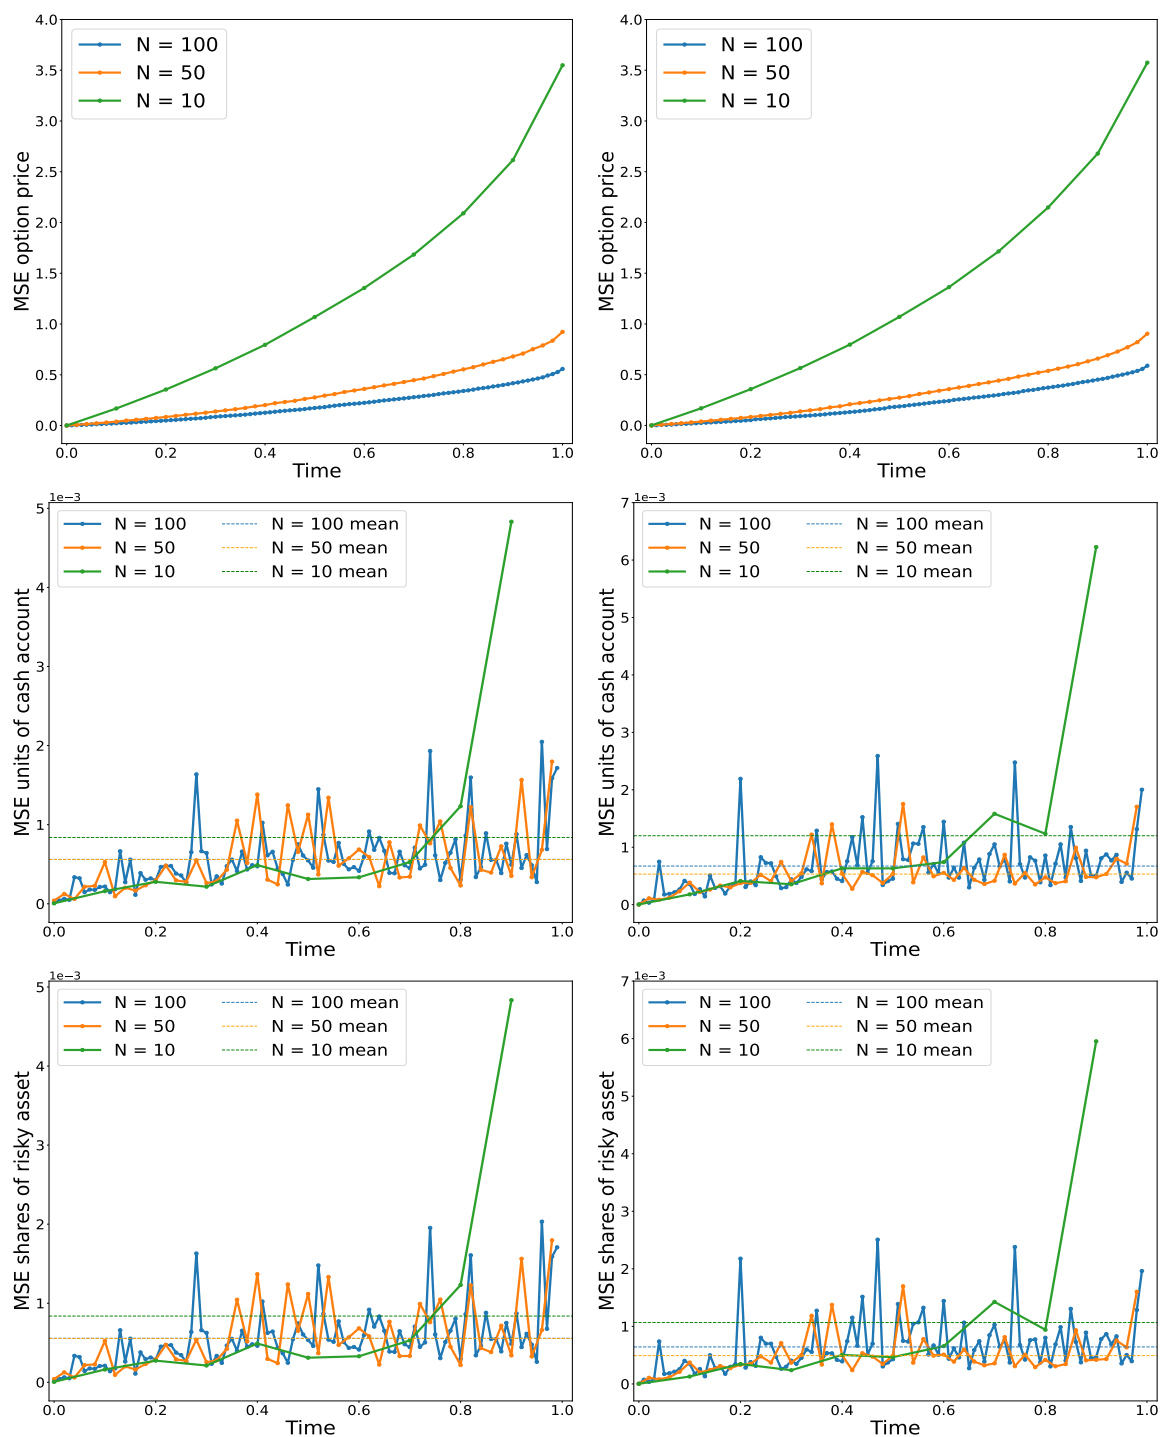 4.0
3.5
3.0
2.5
2.0
1.5
1.0
0.5
0.0
MSE option price
N = 100
N = 50
N = 10
0.0 0.2 0.4 0.6 0.8 1.0
Time
4.0
3.5
3.0
2.5
2.0
1.5
1.0
0.5
0.0
MSE option price
N = 100
N = 50
N = 10
0.0 0.2 0.4 0.6 0.8 1.0
Time
1e−3
5
4
3
2
1
0
MSE units of cash account
N = 100 N = 100 mean
N = 50 N = 50 mean
N = 10 N = 10 mean
0.0 0.2 0.4 0.6 0.8 1.0
Time
1e−3
7
6
5
4
3
2
1
0
MSE units of cash account
N = 100 N = 100 mean
N = 50 N = 50 mean
N = 10 N = 10 mean
0.0 0.2 0.4 0.6 0.8 1.0
Time
1e−3
5
4
3
2
1
0
MSE shares of risky asset
N = 100 N = 100 mean
N = 50 N = 50 mean
N = 10 N = 10 mean
0.0 0.2 0.4 0.6 0.8 1.0
Time
1e−3
7
6
5
4
3
2
1
0
MSE shares of risky asset
N = 100 N = 100 mean
N = 50 N = 50 mean
N = 10 N = 10 mean
0.0 0.2 0.4 0.6 0.8 1.0
Time